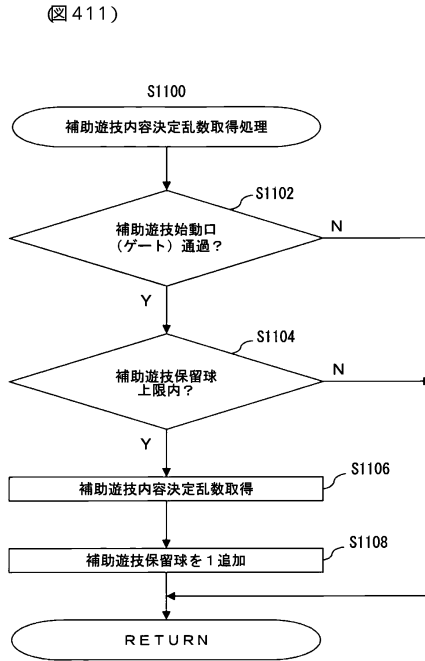 (図411)
S1100
補助遊技内容決定乱数取得処理
S1102
補助遊技始動口
(ゲート)通過?
N
Y
S1104
補助遊技保留球
上限内?
N
Y
S1106
補助遊技内容決定乱数取得
S1108
補助遊技保留球を1追加
RETURN